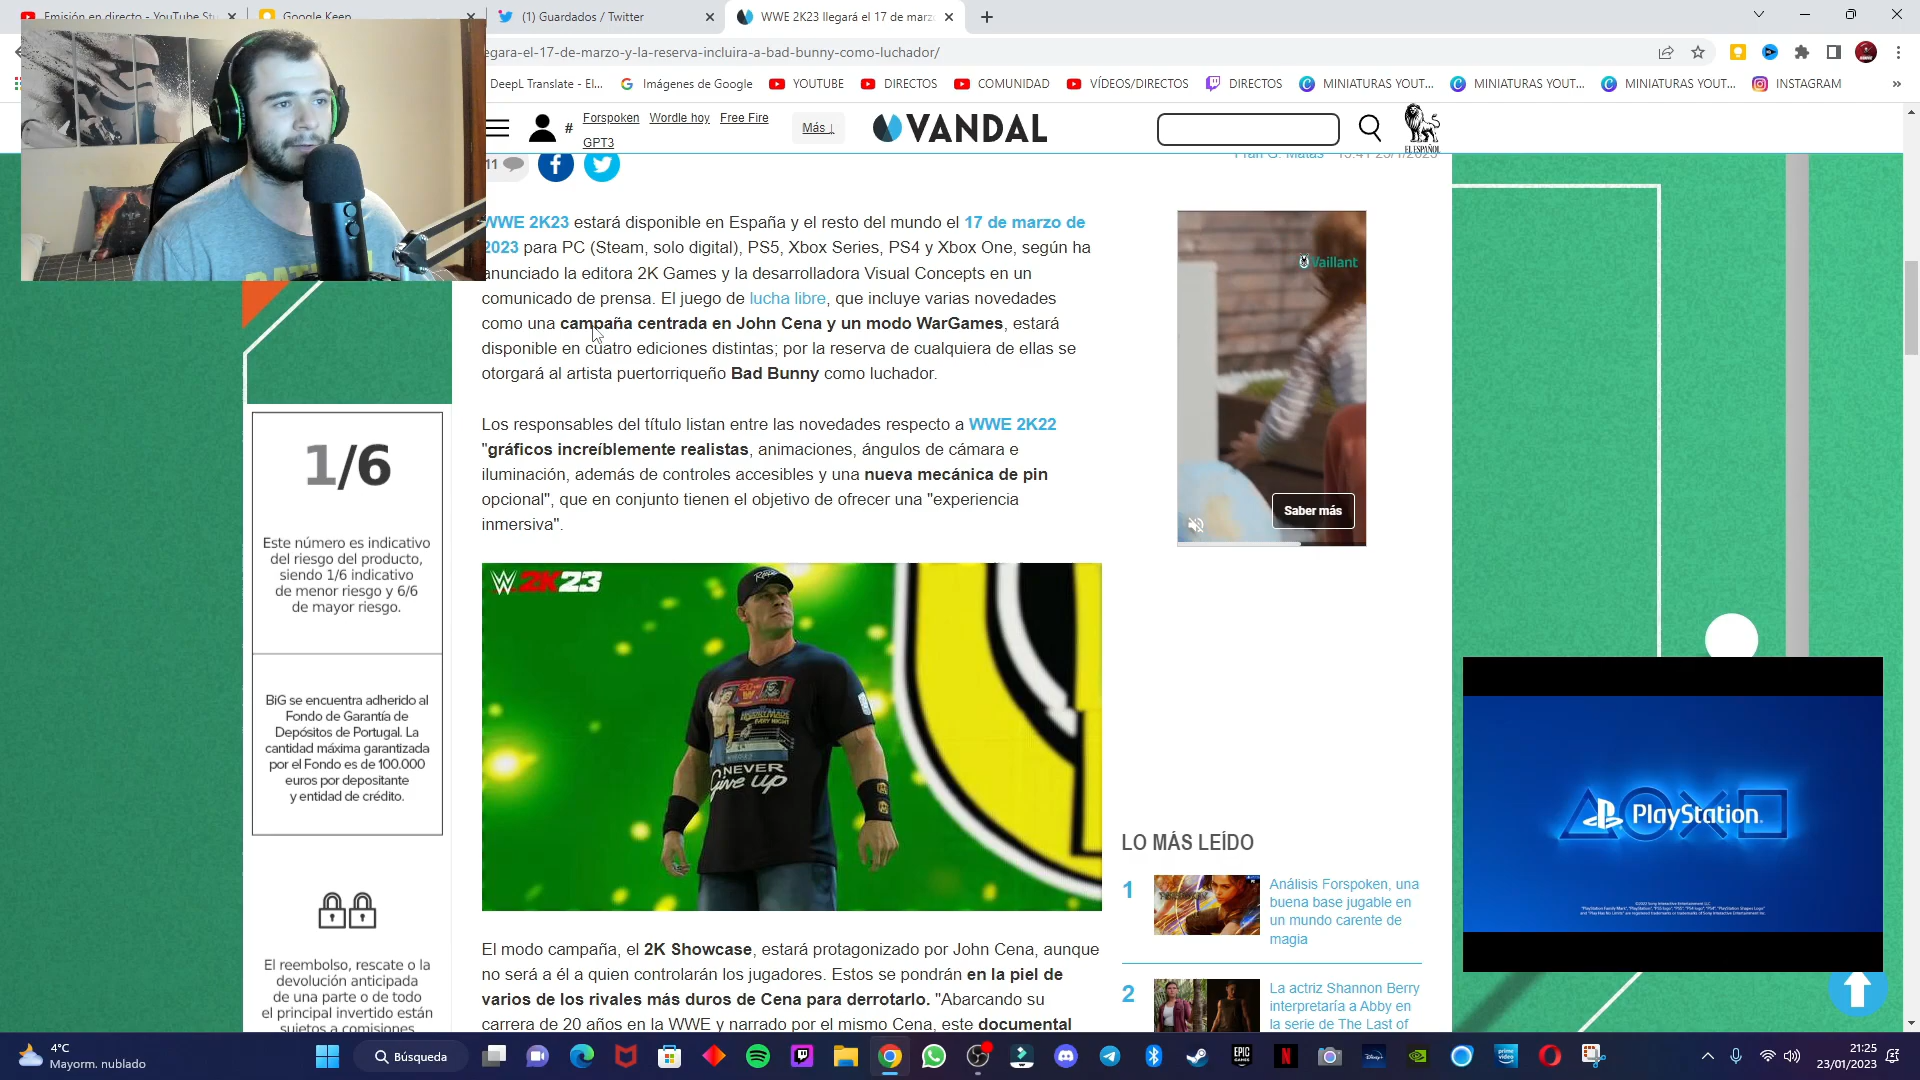 Emisión en directo - YouTube Stu
Google Keep
(1) Guardados / Twitter
WWE 2K23 llegará el 17 de marz
egara-el-17-de-marzo-y-la-reserva-incluira-a-bad-bunny-como-luchador/
DeepL Translate - El...
Imágenes de Google
YOUTUBE
DIRECTOS
COMUNIDAD
VÍDEOS/DIRECTOS
DIRECTOS
MINIATURAS YOUT...
MINIATURAS YOUT...
MINIATURAS YOUT...
INSTAGRAM
»
#
Forspoken Wordle hoy Free Fire
GPT3
Más ↓
VANDAL
EL ESPAÑOL
11
Fran G. Matas
15:41 23/1/2023
WWE 2K23 estará disponible en España y el resto del mundo el 17 de marzo de
2023 para PC (Steam, solo digital), PS5, Xbox Series, PS4 y Xbox One, según ha
anunciado la editora 2K Games y la desarrolladora Visual Concepts en un
comunicado de prensa. El juego de lucha libre, que incluye varias novedades
como una campaña centrada en John Cena y un modo WarGames, estará
disponible en cuatro ediciones distintas; por la reserva de cualquiera de ellas se
otorgará al artista puertorriqueño Bad Bunny como luchador.
Los responsables del título listan entre las novedades respecto a WWE 2K22
"gráficos increíblemente realistas, animaciones, ángulos de cámara e
iluminación, además de controles accesibles y una nueva mecánica de pin
opcional", que en conjunto tienen el objetivo de ofrecer una "experiencia
inmersiva".
W 2K23
NEVER
Give up
El modo campaña, el 2K Showcase, estará protagonizado por John Cena, aunque
no será a él a quien controlarán los jugadores. Estos se pondrán en la piel de
varios de los rivales más duros de Cena para derrotarlo. "Abarcando su
carrera de 20 años en la WWE y narrado por el mismo Cena, este documental
1/6
Este número es indicativo
del riesgo del producto,
siendo 1/6 indicativo
de menor riesgo y 6/6
de mayor riesgo.
BiG se encuentra adherido al
Fondo de Garantía de
Depósitos de Portugal. La
cantidad máxima garantizada
por el Fondo es de 100.000
euros por depositante
y entidad de crédito.
El reembolso, rescate o la
devolución anticipada
de una parte o de todo
el principal invertido están
sujetos a comisiones
Vaillant
Saber más
LO MÁS LEÍDO
1
Análisis Forspoken, una
buena base jugable en
un mundo carente de
magia
2
La actriz Shannon Berry
interpretaría a Abby en
la serie de The Last of
PlayStation
4°C
Mayorm. nublado
Búsqueda
EPIC
GAMES
N
Disney+
prime
video
21:25
23/01/2023